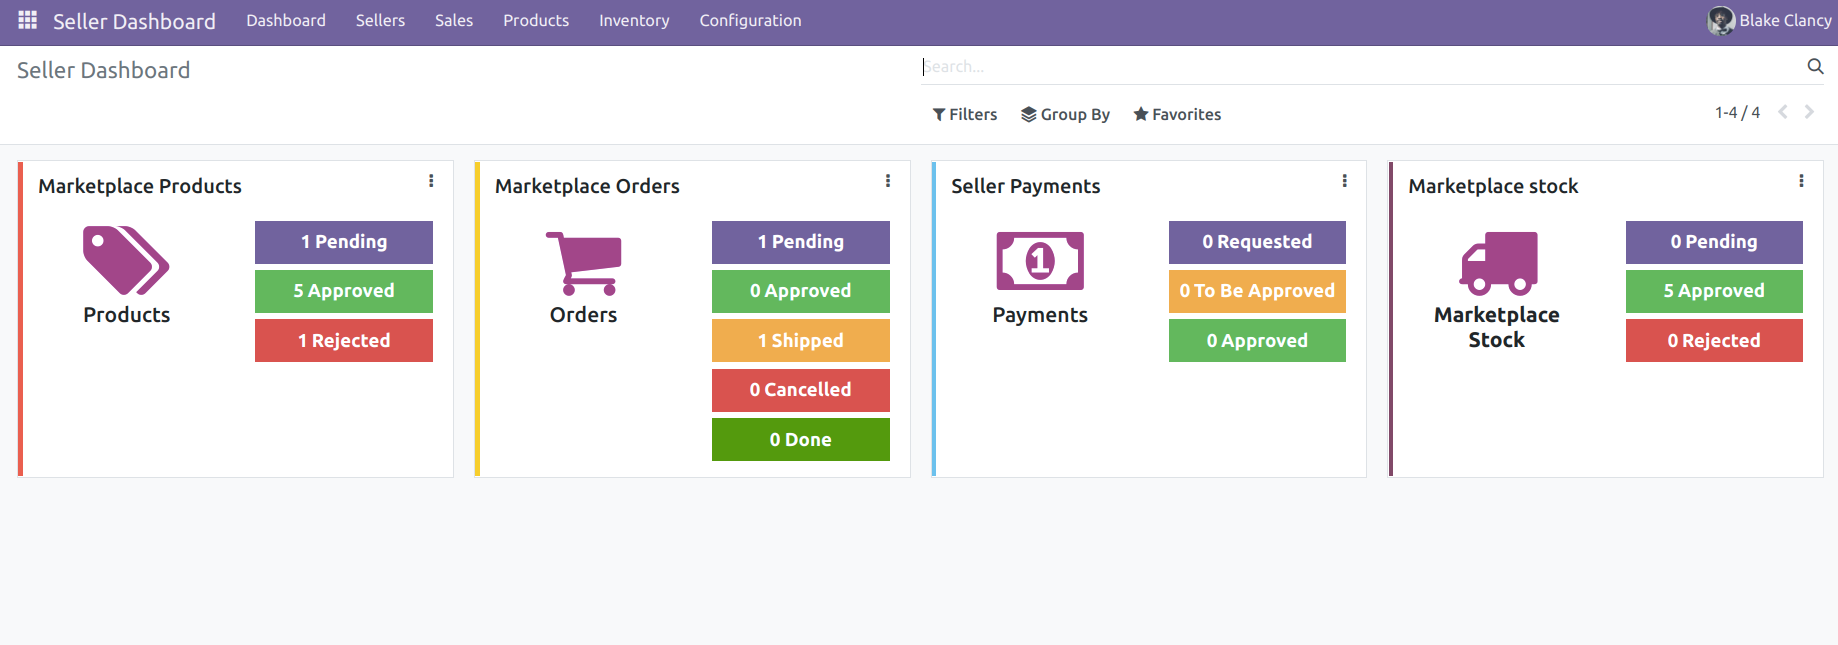 Seller Dashboard Dashboard Sellers Sales Products Inventory Configuration Blake Clancy
Seller Dashboard
Search...
Filters Group By Favorites 1-4 / 4
Marketplace Products
Products
1 Pending
5 Approved
1 Rejected
Marketplace Orders
Orders
1 Pending
0 Approved
1 Shipped
0 Cancelled
0 Done
Seller Payments
1
Payments
0 Requested
0 To Be Approved
0 Approved
Marketplace stock
Marketplace
Stock
0 Pending
5 Approved
0 Rejected